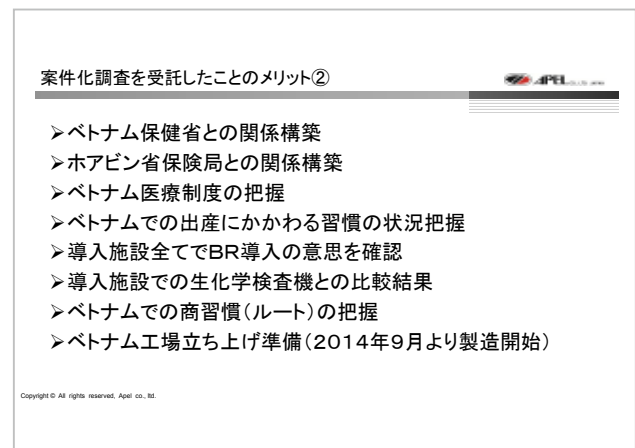 案件化調査を受託したことのメリット②
APEL
➢ベトナム保健省との関係構築
➢ホアビン省保険局との関係構築
➢ベトナム医療制度の把握
➢ベトナムでの出産にかかわる習慣の状況把握
➢導入施設全てでBR導入の意思を確認
➢導入施設での生化学検査機との比較結果
➢ベトナムでの商習慣(ルート)の把握
➢ベトナム工場立ち上げ準備(2014年9月より製造開始)
Copyright © All rights reserved, Apel co., ltd.